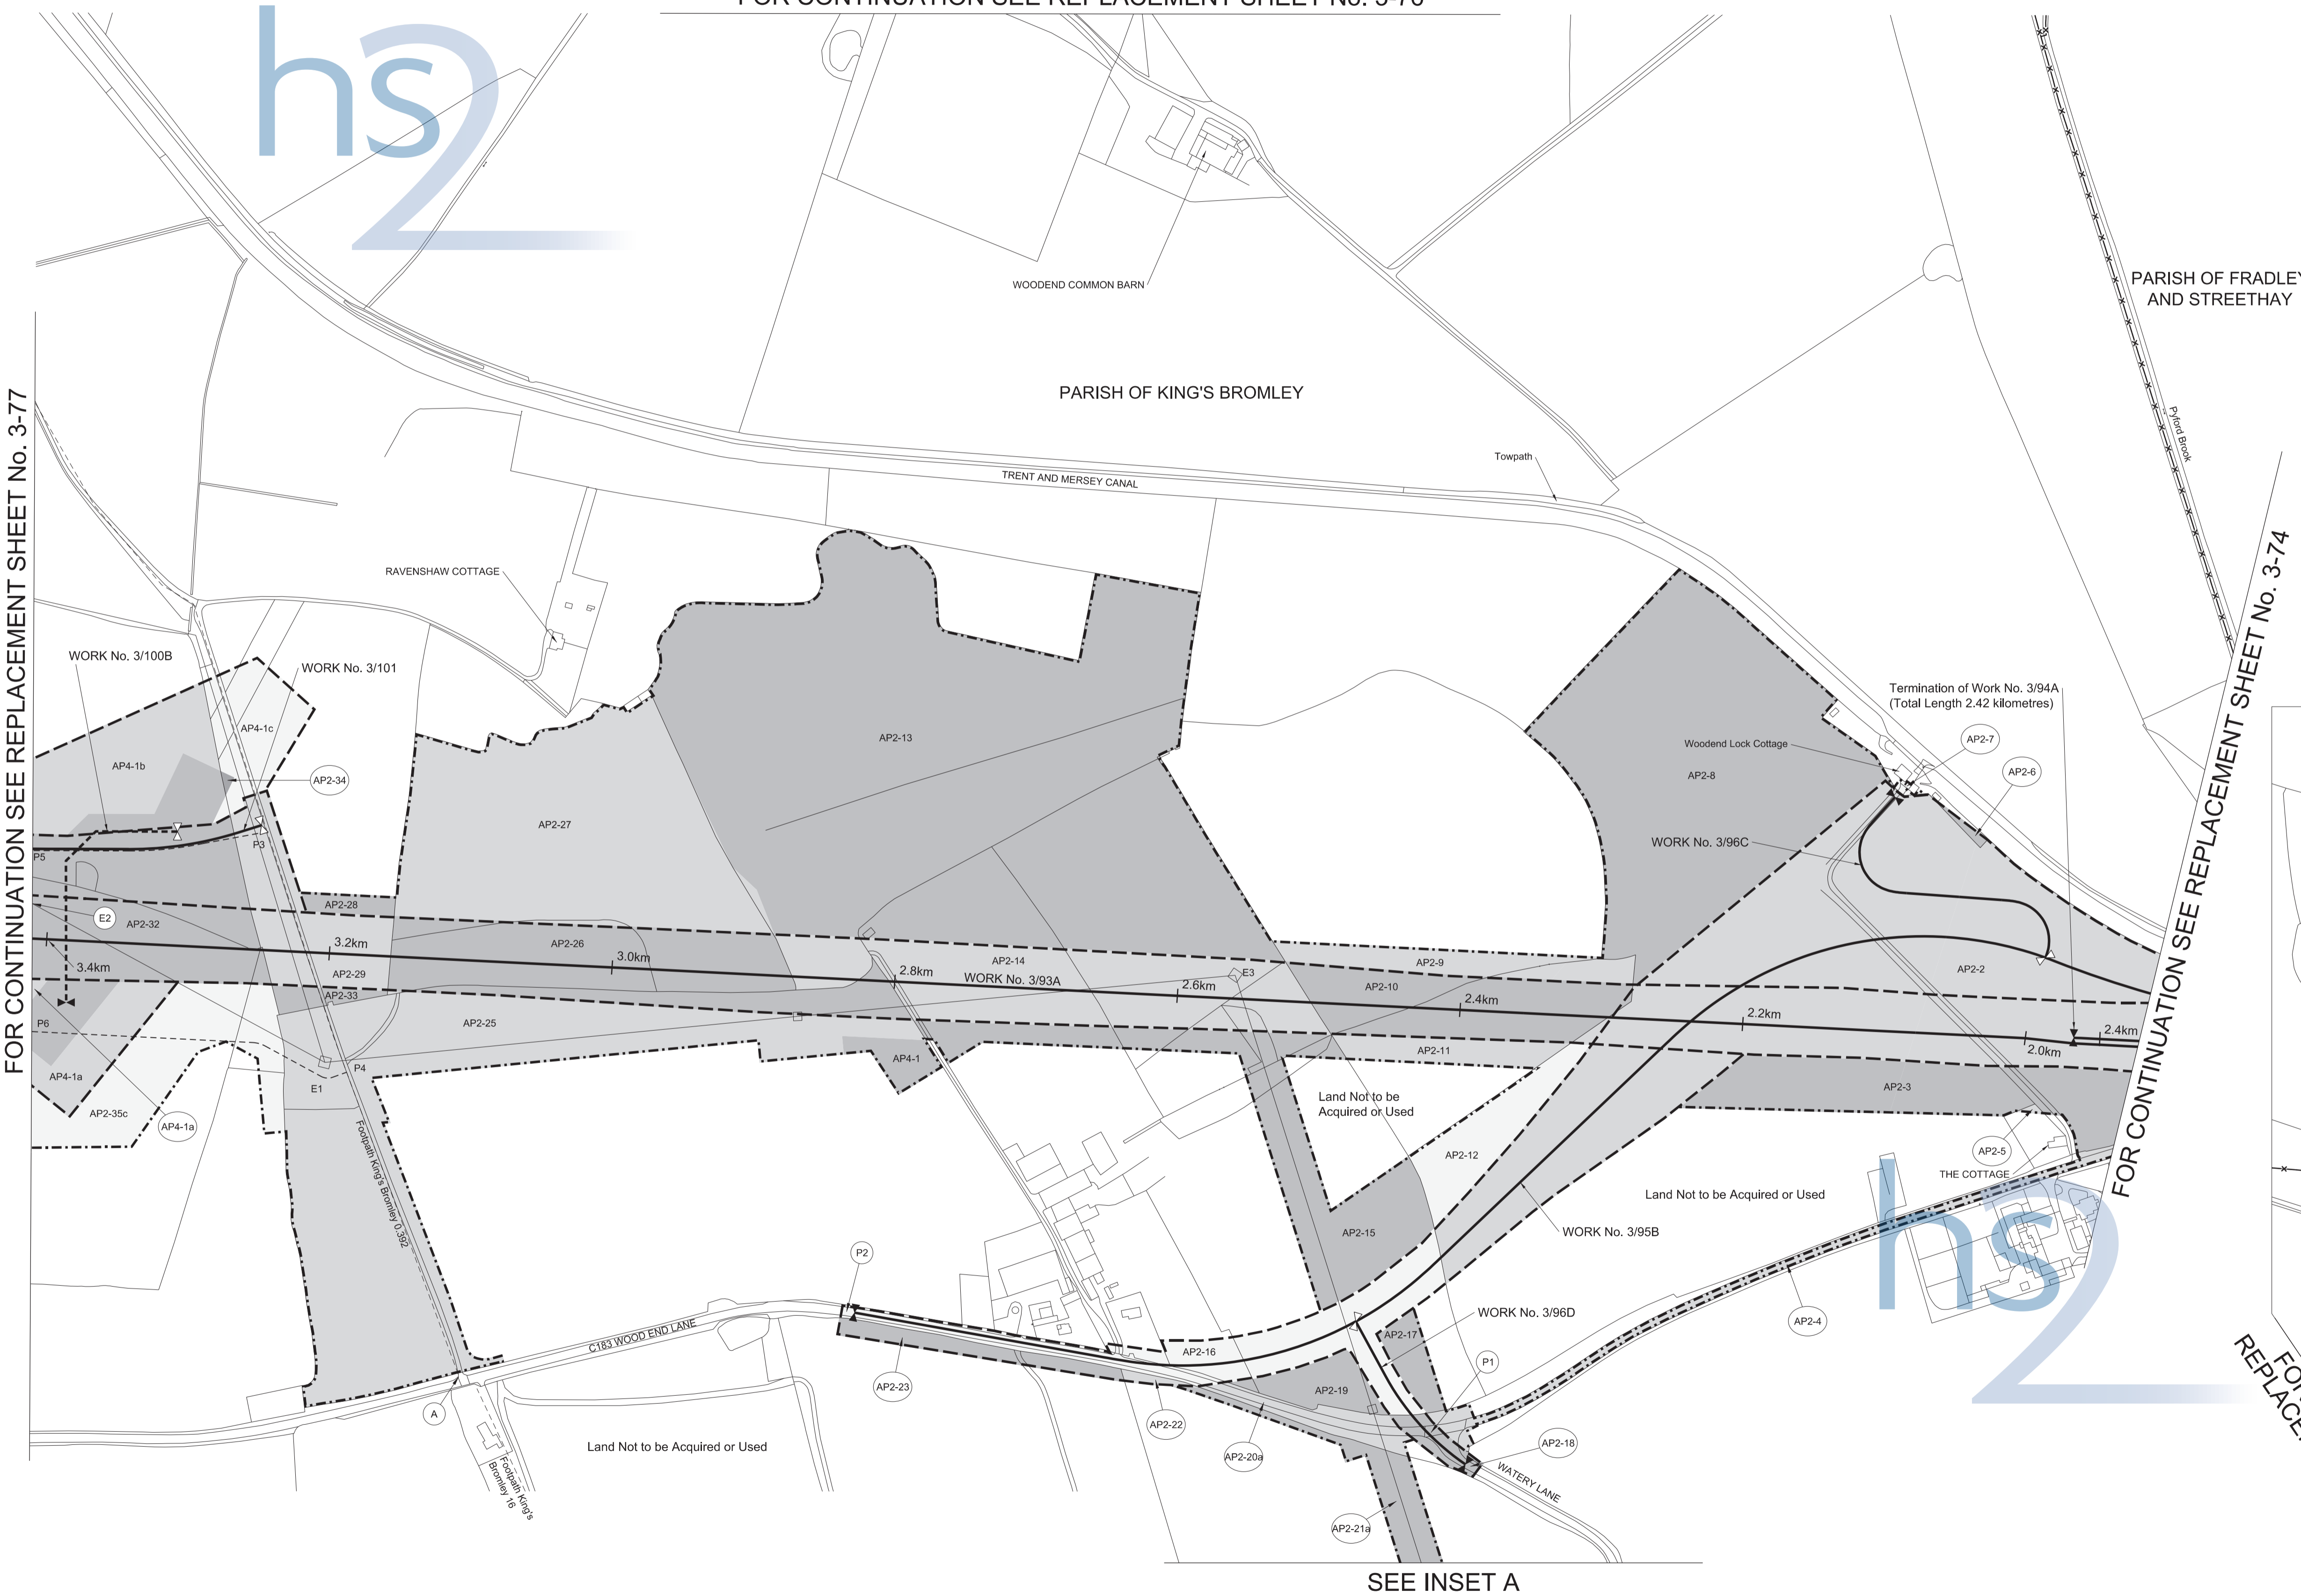 FOR CONTINUATION SEE REPLACEMENT SHEET No. 3-76
hs2
WOODEND COMMON BARN
PARISH OF FRADLEY
AND STREETHAY
PARISH OF KING'S BROMLEY
Pyford Brook
Towpath
TRENT AND MERSEY CANAL
FOR CONTINUATION SEE REPLACEMENT SHEET No. 3-77
FOR CONTINUATION SEE REPLACEMENT SHEET No. 3-74
RAVENSHAW COTTAGE
WORK No. 3/100B
WORK No. 3/101
Termination of Work No. 3/94A
(Total Length 2.42 kilometres)
AP4-1c
AP2-13
Woodend Lock Cottage
AP2-7
AP4-1b
AP2-34
AP2-8
AP2-6
AP2-27
WORK No. 3/96C
P3
P5
AP2-28
E2
AP2-32
3.2km
AP2-26
3.0km
AP2-14
AP2-9
3.4km
AP2-29
2.8km
WORK No. 3/93A
E3
AP2-2
AP2-33
2.6km
AP2-10
2.4km
P6
AP2-25
2.2km
2.4km
AP4-1
AP2-11
2.0km
AP4-1a
P4
E1
AP2-3
AP2-35c
Land Not to be
Acquired or Used
AP4-1a
AP2-5
AP2-12
THE COTTAGE
Footpath King's Bromley 0.392
Land Not to be Acquired or Used
AP2-15
WORK No. 3/95B
hs2
P2
WORK No. 3/96D
AP2-4
C183 WOOD END LANE
AP2-17
AP2-16
P1
AP2-23
AP2-19
A
AP2-22
Land Not to be Acquired or Used
AP2-20a
AP2-18
Footpath King's
Bromley 16
WATERY LANE
AP2-21a
SEE INSET A